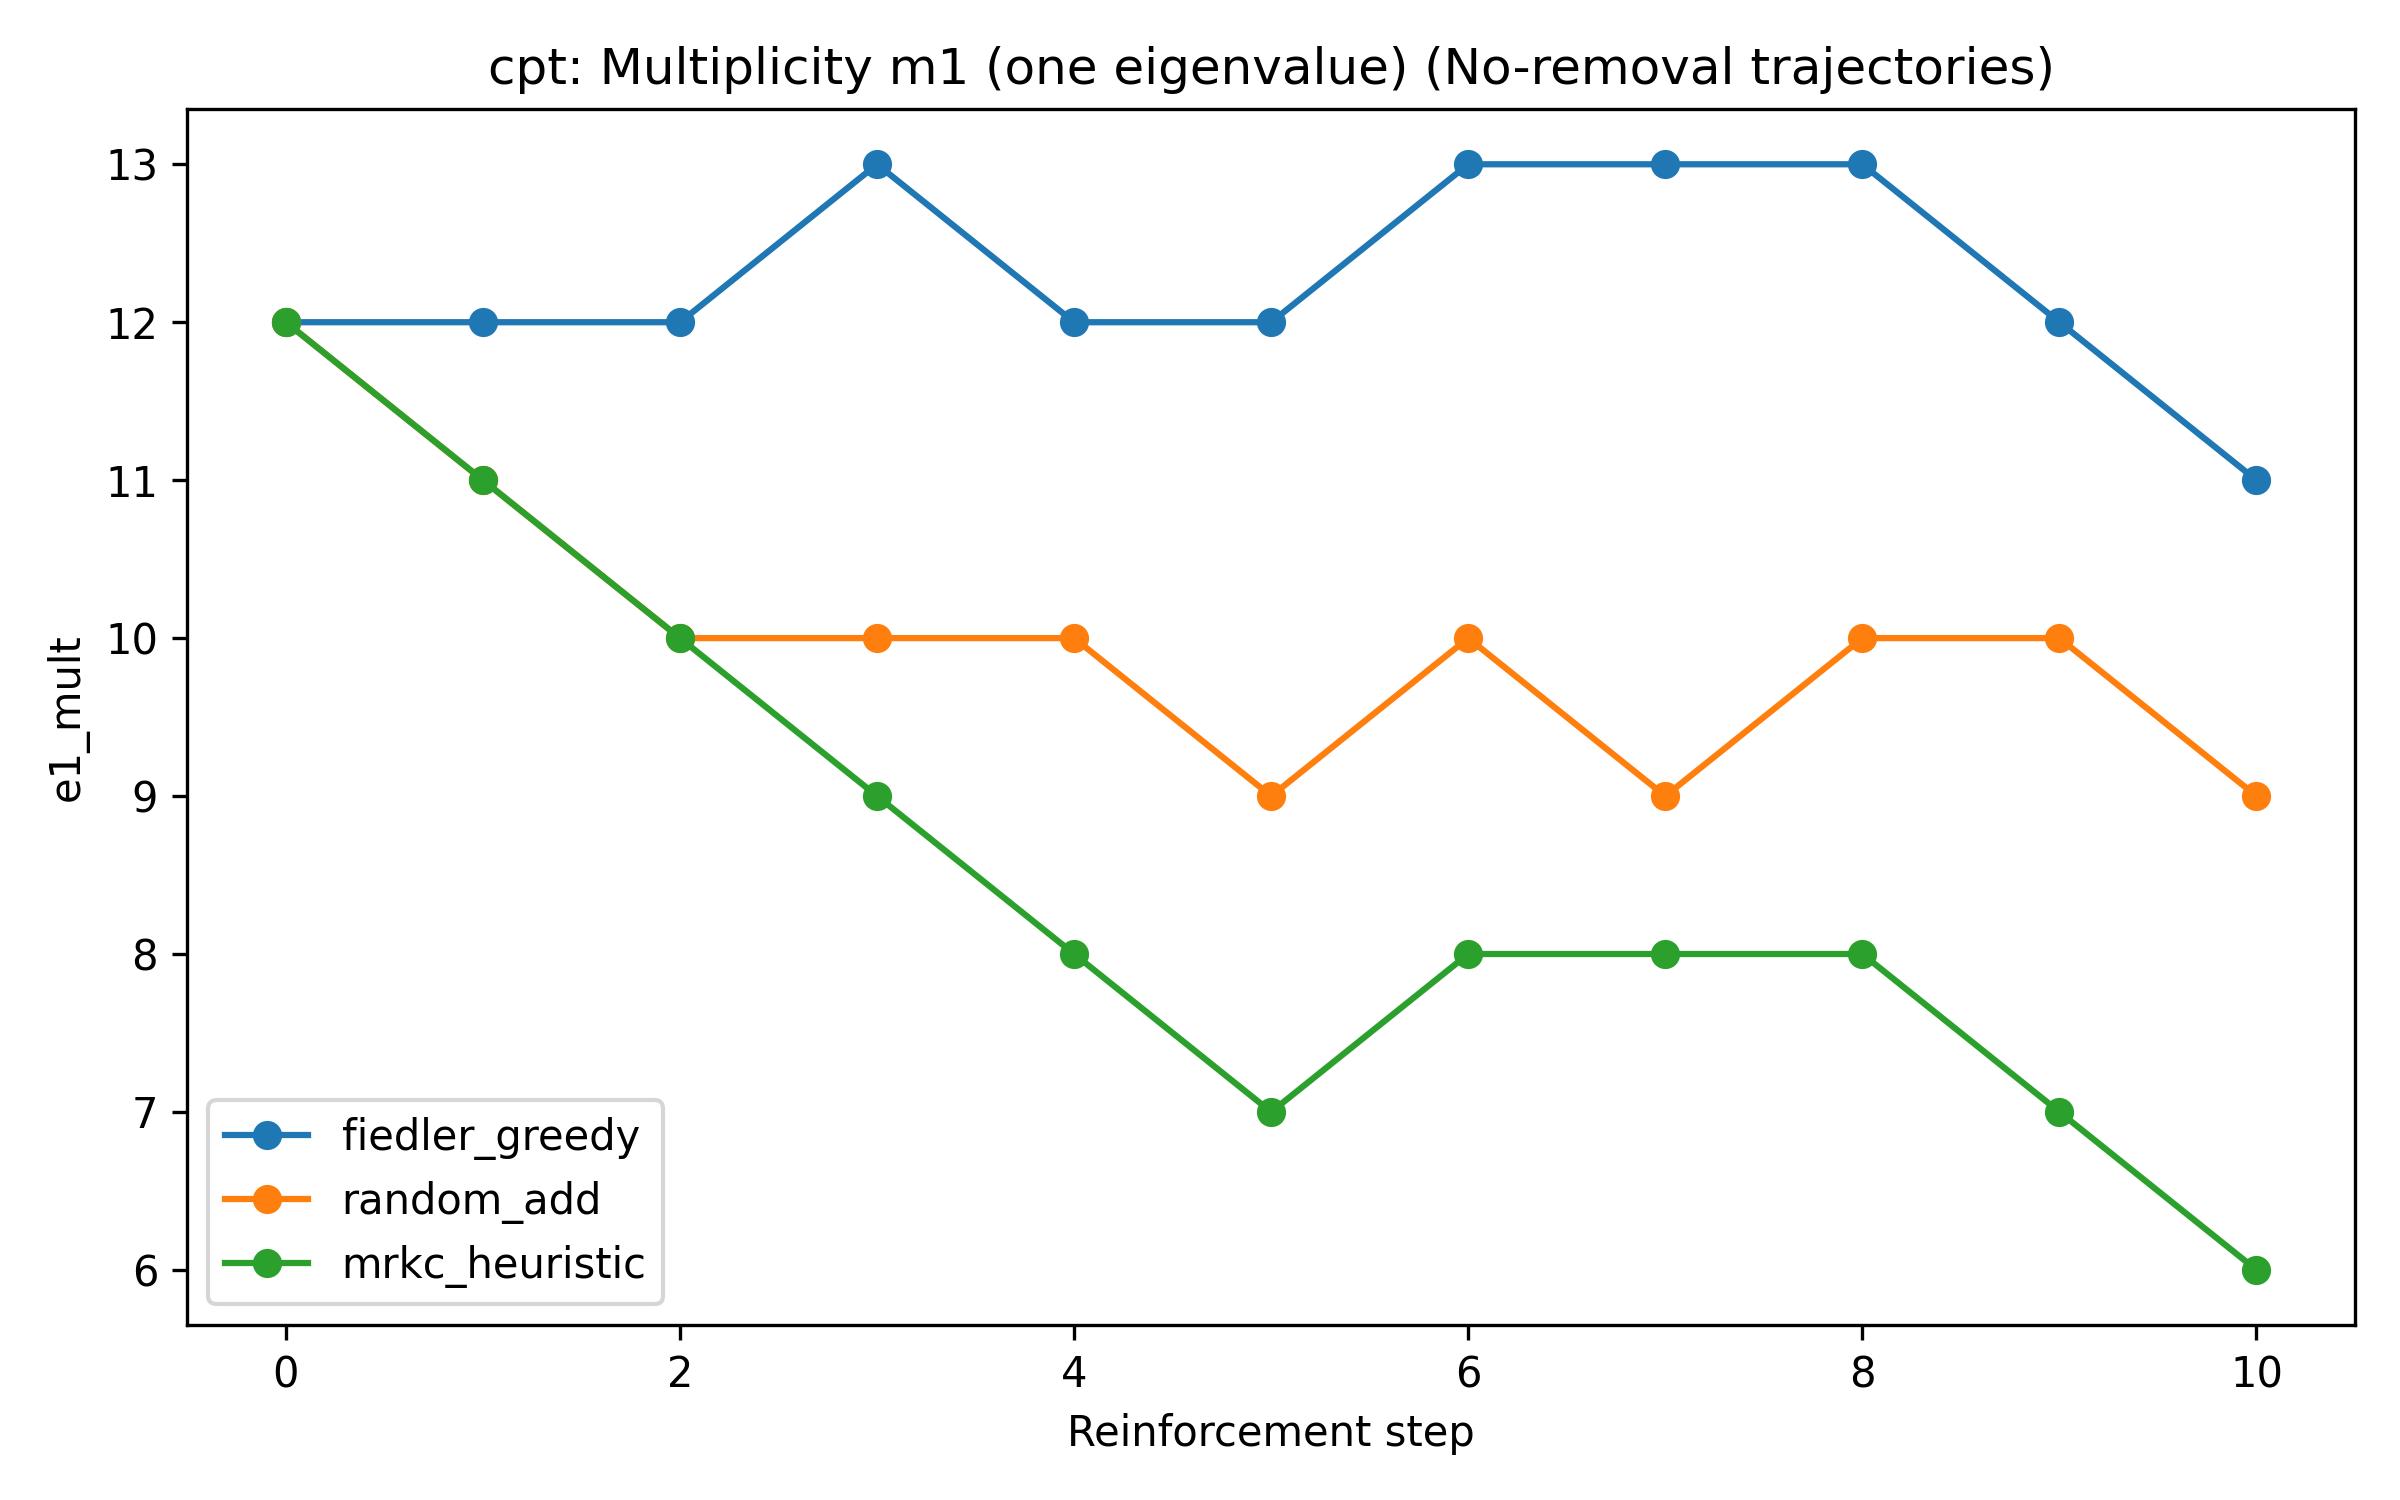 cpt: Multiplicity m1 (one eigenvalue) (No-removal trajectories)
e1_mult
13
12
11
10
9
8
7
6
fiedler_greedy
random_add
mrkc_heuristic
0 2 4 6 8 10
Reinforcement step